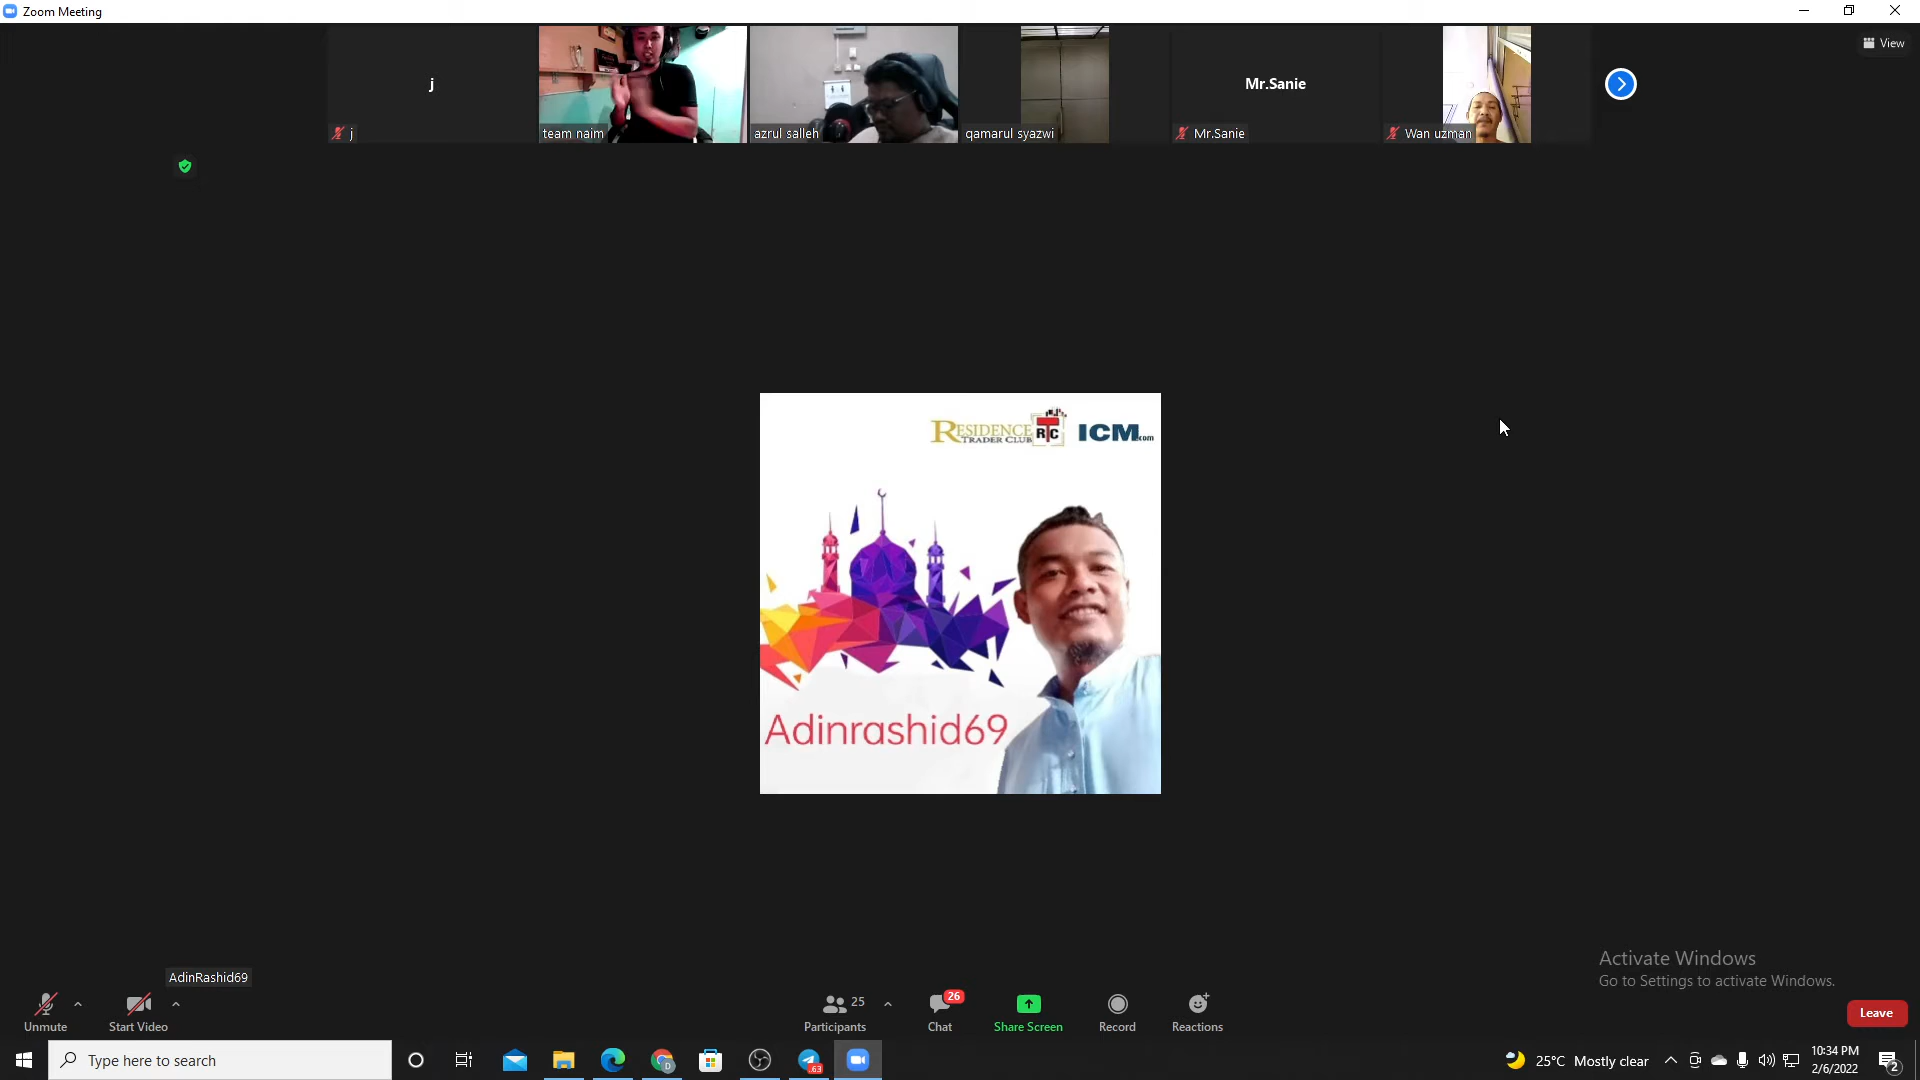 Zoom Meeting
View
j
j
team naim
azrul salleh
qamarul syazwi
Mr.Sanie
Mr.Sanie
Wan uzman
RESIDENCE
TRADER CLUB
RTC
ICM.com
Adinrashid69
AdinRashid69
Activate Windows
Go to Settings to activate Windows.
Unmute
Start Video
25
Participants
26
Chat
Share Screen
Record
Reactions
Leave
Type here to search
D
63
25°C Mostly clear
10:34 PM
2/6/2022
2